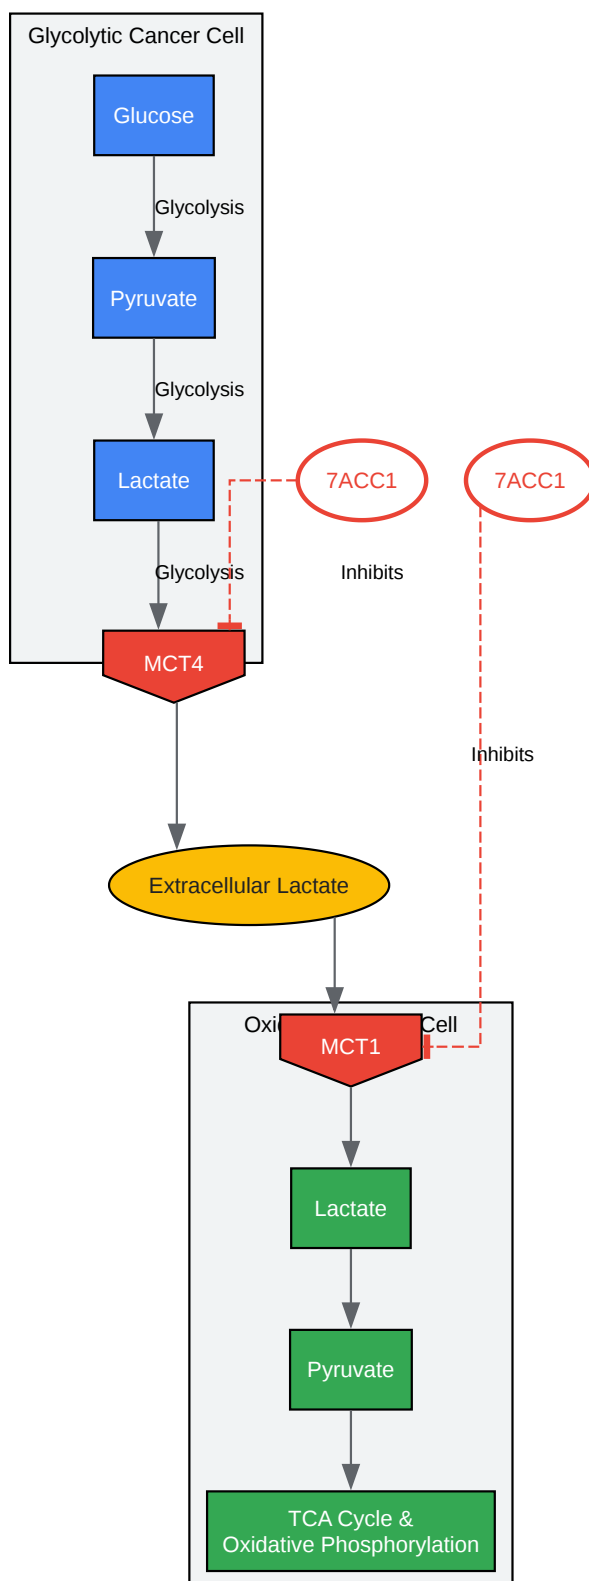 Glycolytic Cancer Cell
Glucose
Glycolysis
Pyruvate
Glycolysis
Lactate
7ACC1
7ACC1
Glycolysis
Inhibits
MCT4
Inhibits
Extracellular Lactate
Cell
MCT1
Lactate
Pyruvate
TCA Cycle &
Oxidative Phosphorylation